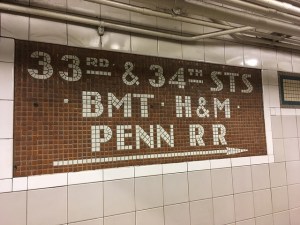 33RD & 34TH STS
BMT · H&M
PENN RR